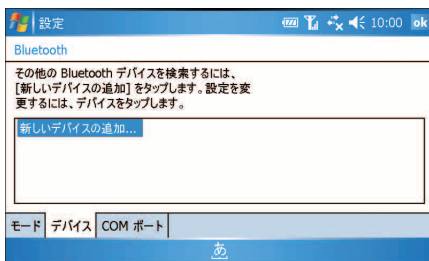 設定 10:00 ok
Bluetooth
その他の Bluetooth デバイスを検索するには、
[新しいデバイスの追加] をタップします。設定を変
更するには、デバイスをタップします。
新しいデバイスの追加...
モード デバイス COM ポート
あ